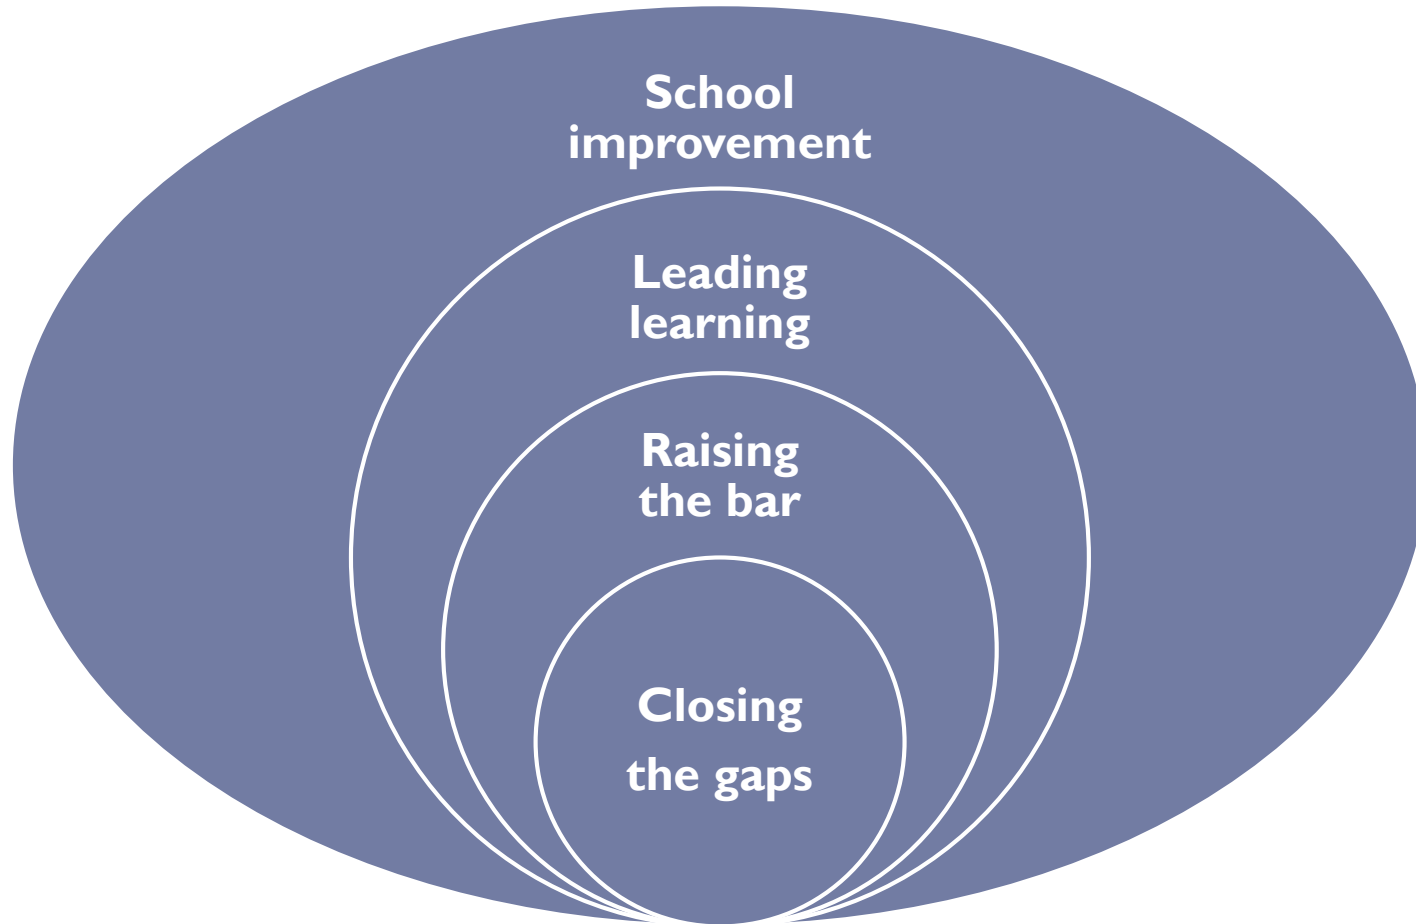 School
improvement
Leading
learning
Raising
the bar
Closing
the gaps